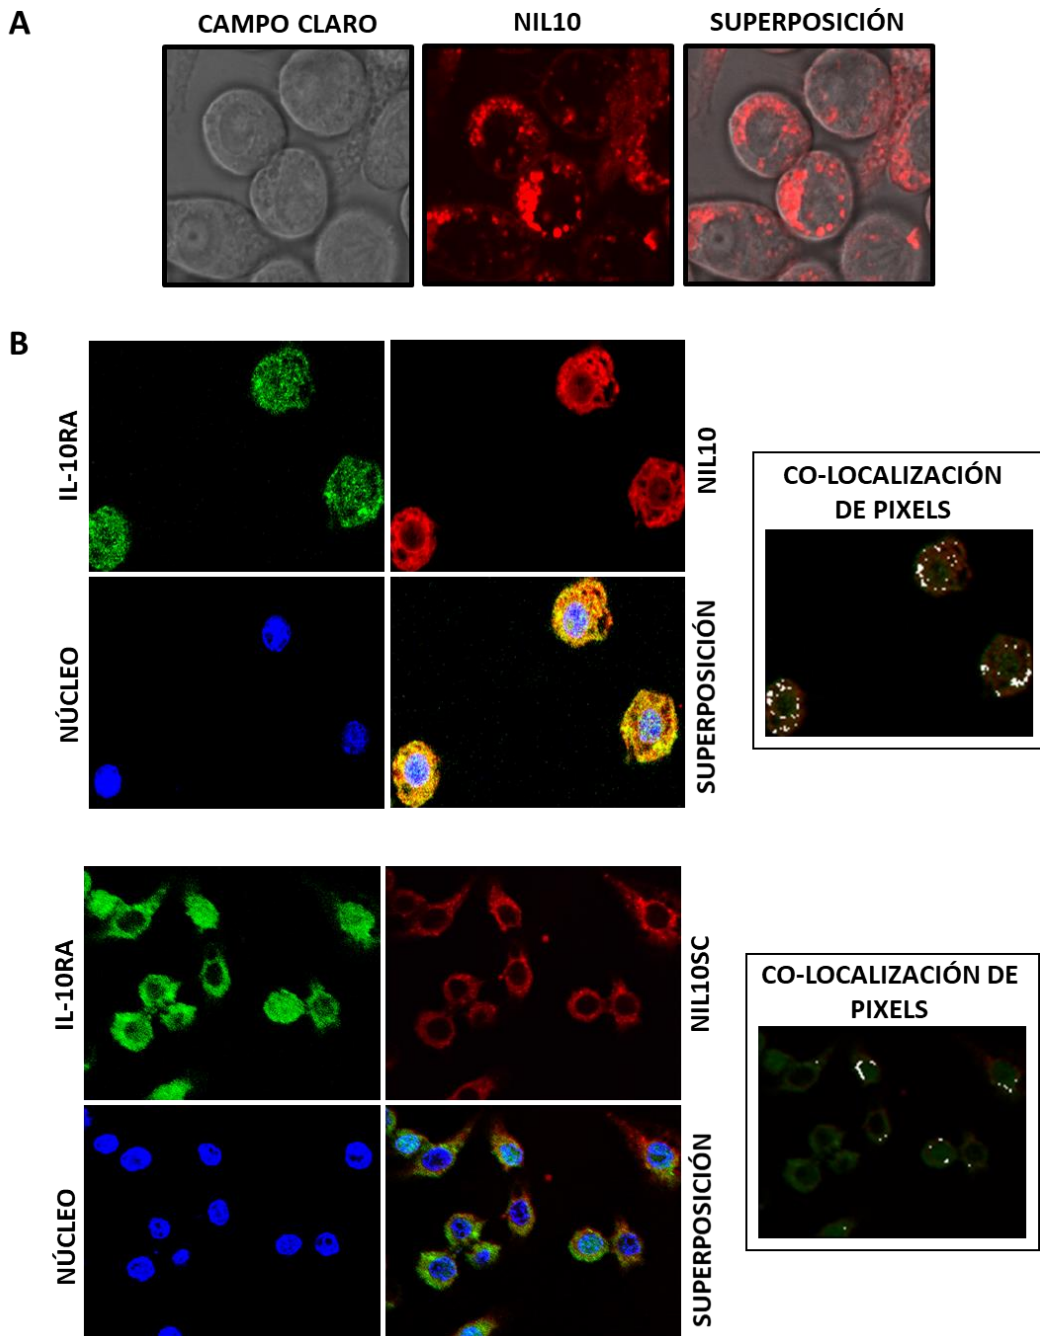 A
CAMPO CLARO
NIL10
SUPERPOSICIÓN
B
IL-10RA
NIL10
NÚCLEO
SUPERPOSICIÓN
CO-LOCALIZACIÓN
DE PIXELS
IL-10RA
NIL10SC
NÚCLEO
SUPERPOSICIÓN
CO-LOCALIZACIÓN DE
PIXELS